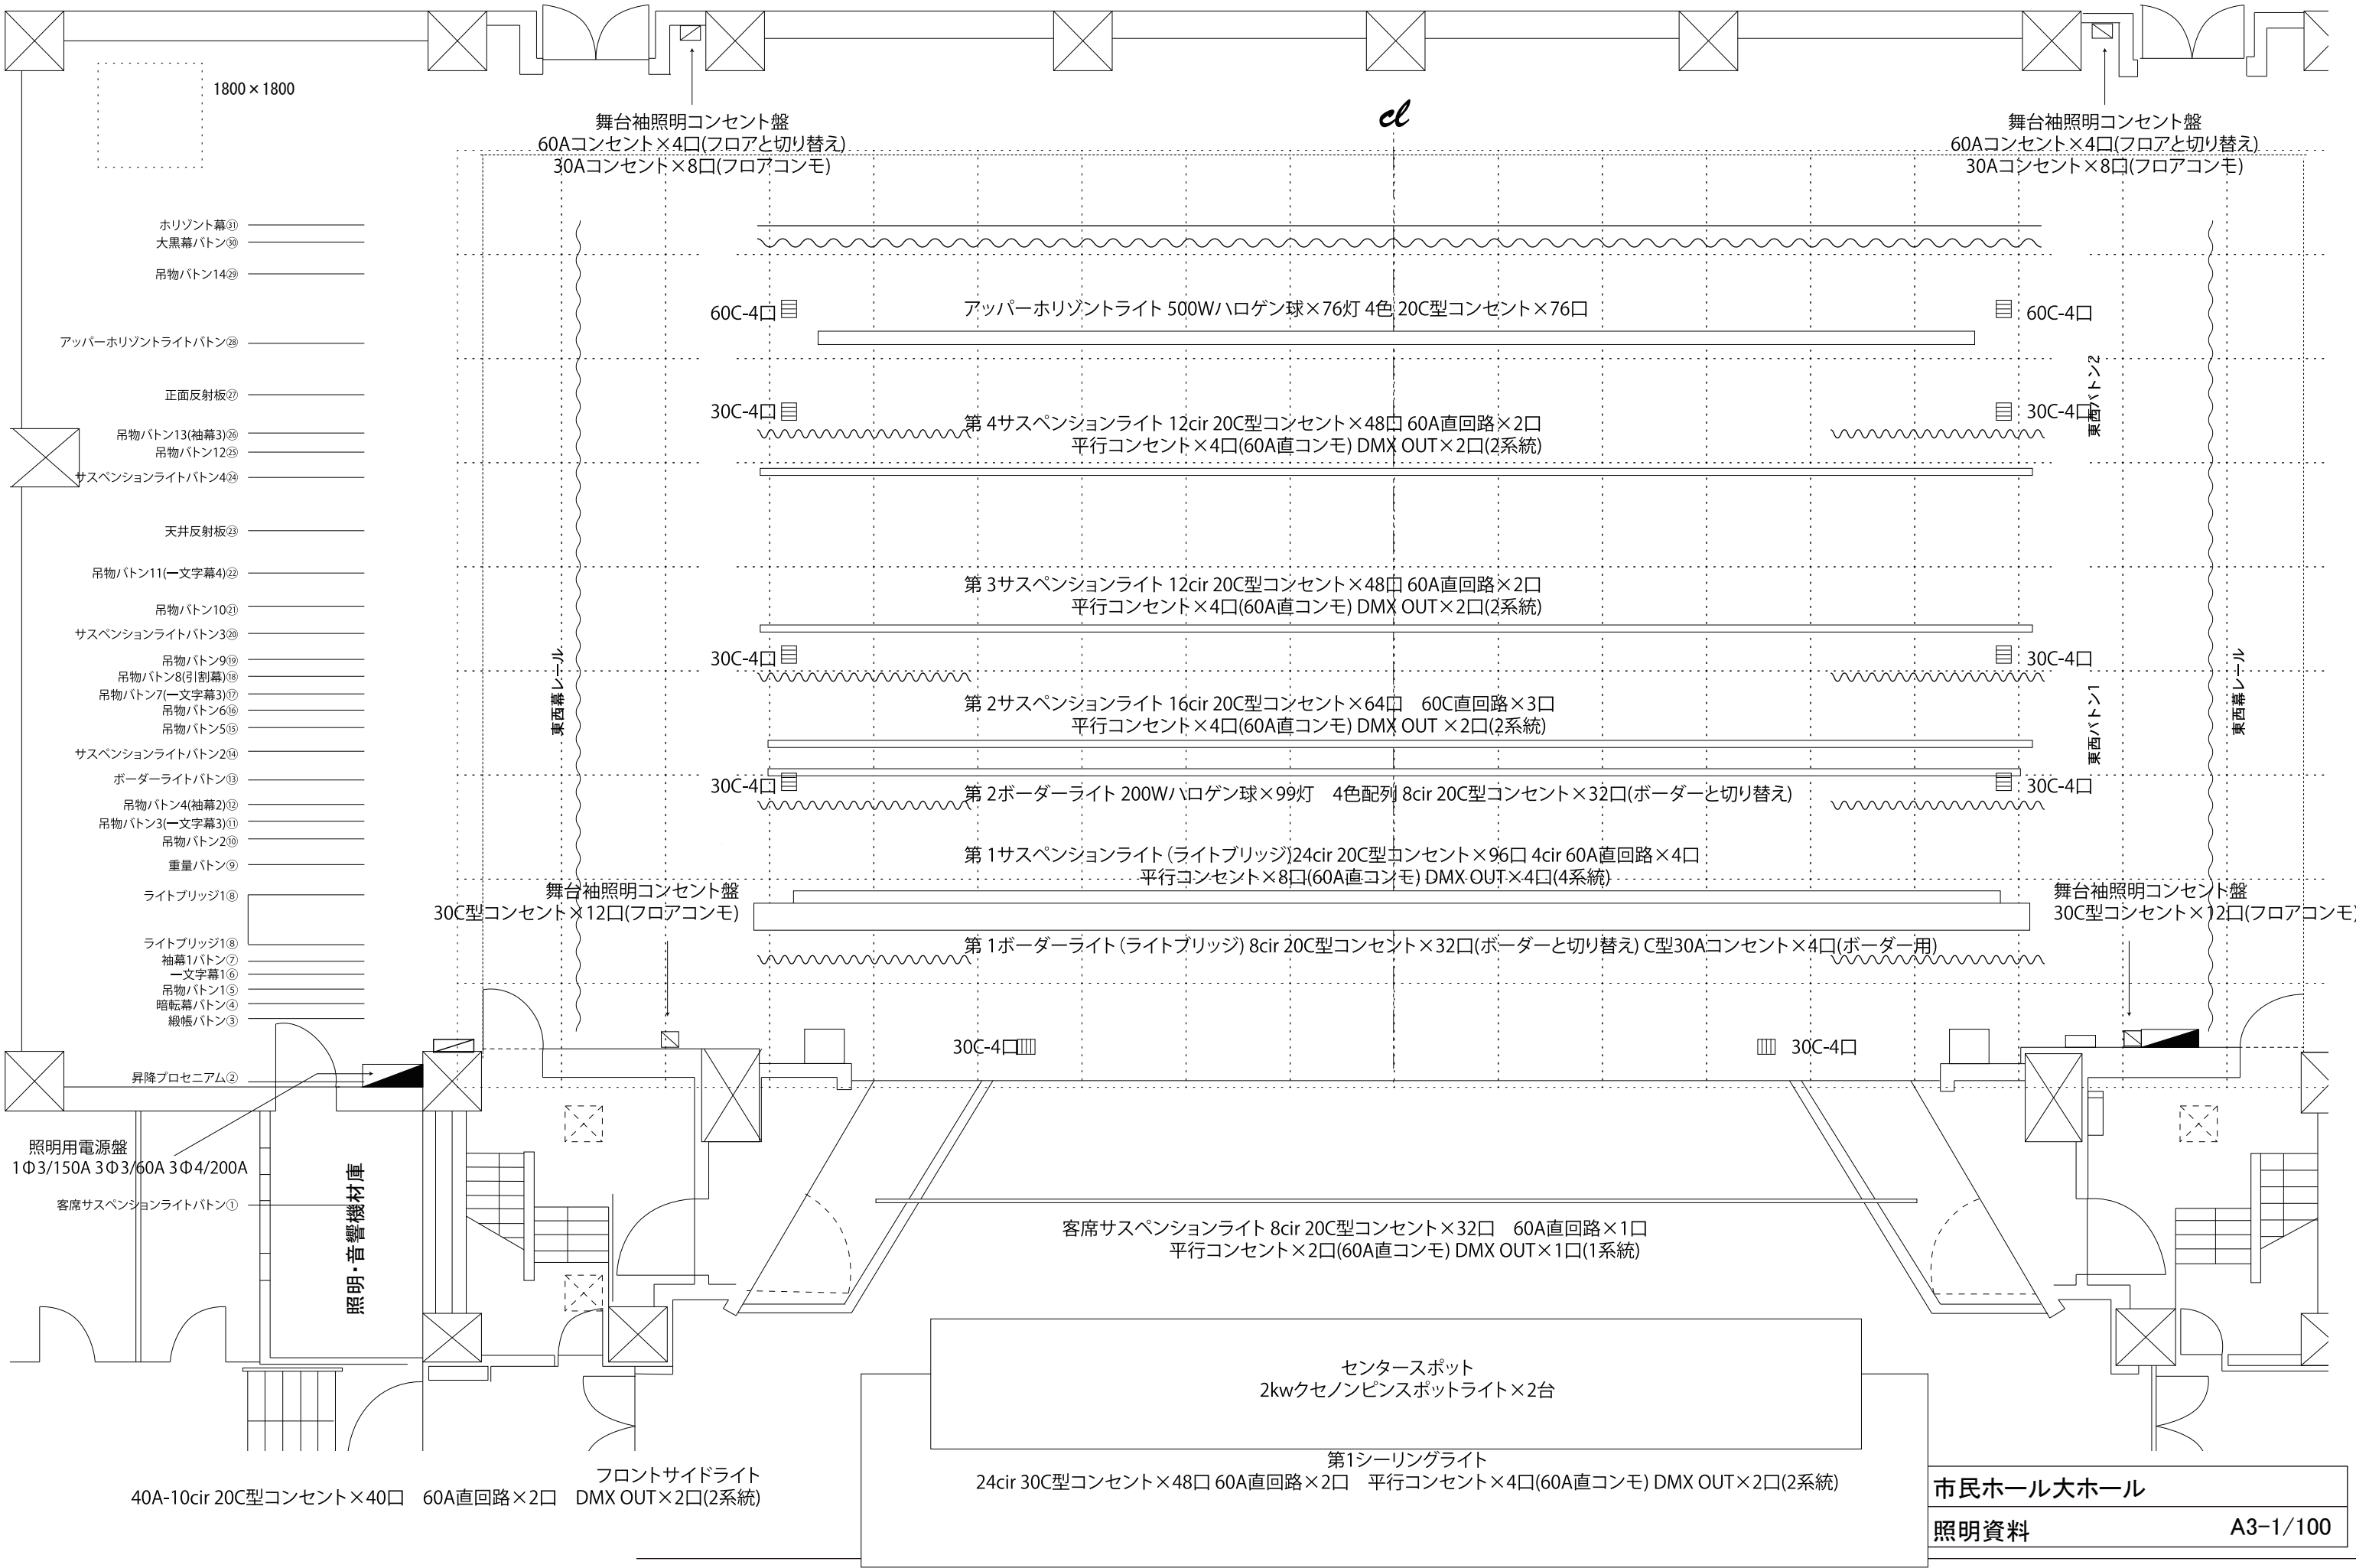 1800×1800
cl
舞台袖照明コンセント盤
60Aコンセント×4口(フロアと切り替え)
30Aコンセント×8口(フロアコンモ)
舞台袖照明コンセント盤
60Aコンセント×4口(フロアと切り替え)
30Aコンセント×8口(フロアコンモ)
ホリゾント幕㉛
大黒幕バトン㉚
吊物バトン14㉙
アッパーホリゾントライトバトン㉘
正面反射板㉗
吊物バトン13(袖幕3)㉖
吊物バトン12㉕
サスペンションライトバトン4㉔
天井反射板㉓
吊物バトン11(一文字幕4)㉒
吊物バトン10㉑
サスペンションライトバトン3⑳
吊物バトン9⑲
吊物バトン8(引割幕)⑱
吊物バトン7(一文字幕3)⑰
吊物バトン6⑯
吊物バトン5⑮
サスペンションライトバトン2⑭
ボーダーライトバトン⑬
吊物バトン4(袖幕2)⑫
吊物バトン3(一文字幕3)⑪
吊物バトン2⑩
重量バトン⑨
ライトブリッジ1⑧
ライトブリッジ1⑧
袖幕1バトン⑦
一文字幕1⑥
吊物バトン1⑤
暗転幕バトン④
緞帳バトン③
昇降プロセニアム②
客席サスペンションライトバトン①
60C-4口
アッパーホリゾントライト 500Wハロゲン球×76灯 4色 20C型コンセント×76口
60C-4口
30C-4口
第 4サスペンションライト 12cir 20C型コンセント×48口 60A直回路×2口
平行コンセント×4口(60A直コンモ) DMX OUT×2口(2系統)
30C-4口
東西バトン2
第 3サスペンションライト 12cir 20C型コンセント×48口 60A直回路×2口
平行コンセント×4口(60A直コンモ) DMX OUT×2口(2系統)
30C-4口
30C-4口
東西幕レール
東西幕レール
第 2サスペンションライト 16cir 20C型コンセント×64口　60C直回路×3口
平行コンセント×4口(60A直コンモ) DMX OUT ×2口(2系統)
東西バトン1
30C-4口
30C-4口
第 2ボーダーライト 200Wハロゲン球×99灯　4色配列 8cir 20C型コンセント×32口(ボーダーと切り替え)
第 1サスペンションライト(ライトブリッジ)24cir 20C型コンセント×96口 4cir 60A直回路×4口
平行コンセント×8口(60A直コンモ) DMX OUT×4口(4系統)
舞台袖照明コンセント盤
30C型コンセント×12口(フロアコンモ)
舞台袖照明コンセント盤
30C型コンセント×12口(フロアコンモ)
第 1ボーダーライト(ライトブリッジ) 8cir 20C型コンセント×32口(ボーダーと切り替え) C型30Aコンセント×4口(ボーダー用)
30C-4口
30C-4口
照明用電源盤
1Φ3/150A 3Φ3/60A 3Φ4/200A
照明・音響機材庫
客席サスペンションライト 8cir 20C型コンセント×32口　60A直回路×1口
平行コンセント×2口(60A直コンモ) DMX OUT×1口(1系統)
センタースポット
2kwクセノンピンスポットライト×2台
第1シーリングライト
24cir 30C型コンセント×48口 60A直回路×2口　平行コンセント×4口(60A直コンモ) DMX OUT×2口(2系統)
フロントサイドライト
40A-10cir 20C型コンセント×40口　60A直回路×2口　DMX OUT×2口(2系統)
市民ホール大ホール
照明資料 A3-1/100